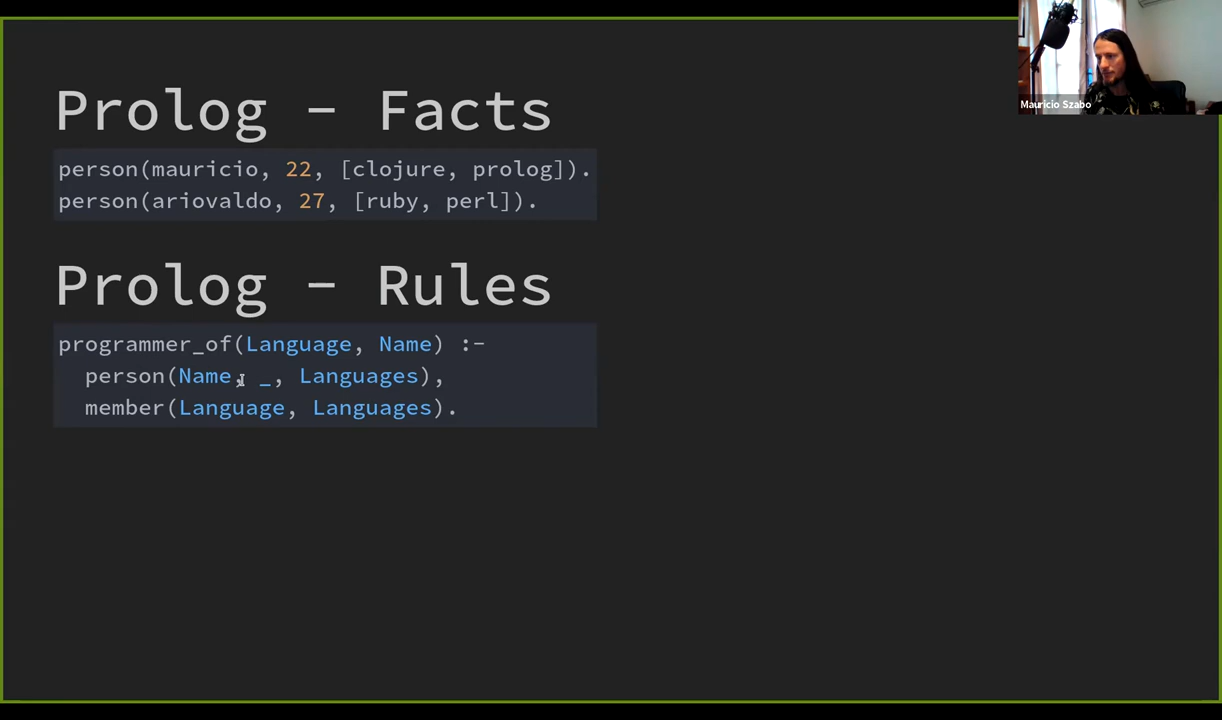 Prolog - Facts
person(mauricio, 22, [clojure, prolog]).
person(ariovaldo, 27, [ruby, perl]).
Prolog - Rules
programmer_of(Language, Name) :-
person(Name, _, Languages),
member(Language, Languages).
Mauricio Szabo